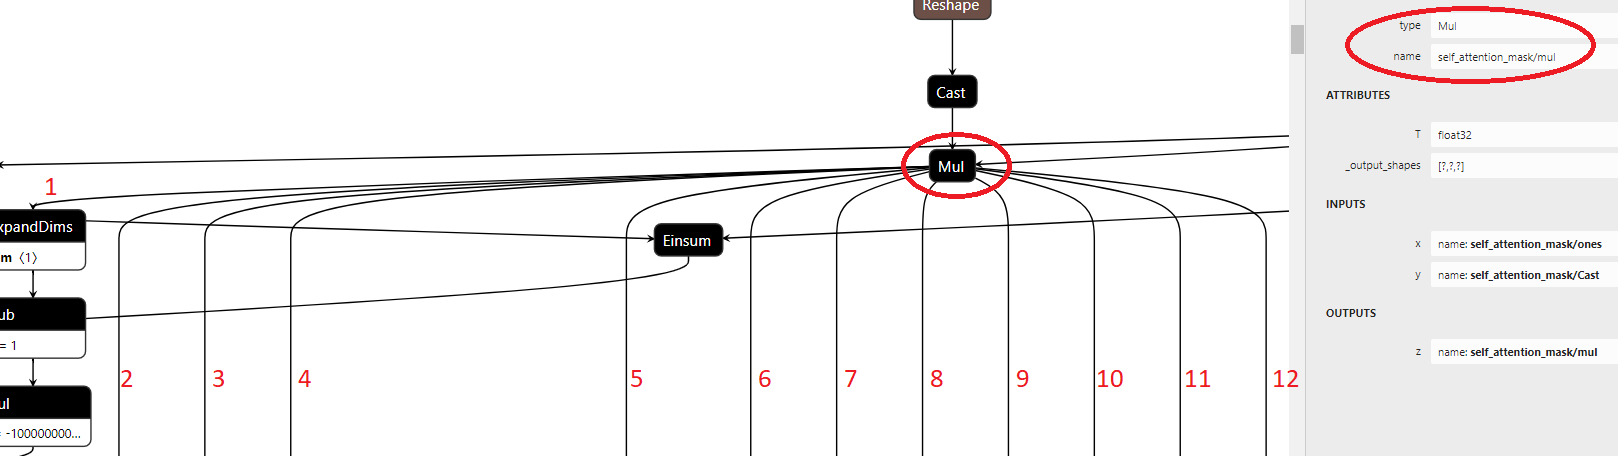 Reshape
Cast
Mul
1
xpandDims
m ⟨1⟩
Einsum
ub
= 1
2
3
4
5
6
7
8
9
10
11
12
ul
= -100000000...
type Mul
name self_attention_mask/mul
ATTRIBUTES
T float32
_output_shapes [?,?,?]
INPUTS
x name: self_attention_mask/ones
y name: self_attention_mask/Cast
OUTPUTS
z name: self_attention_mask/mul